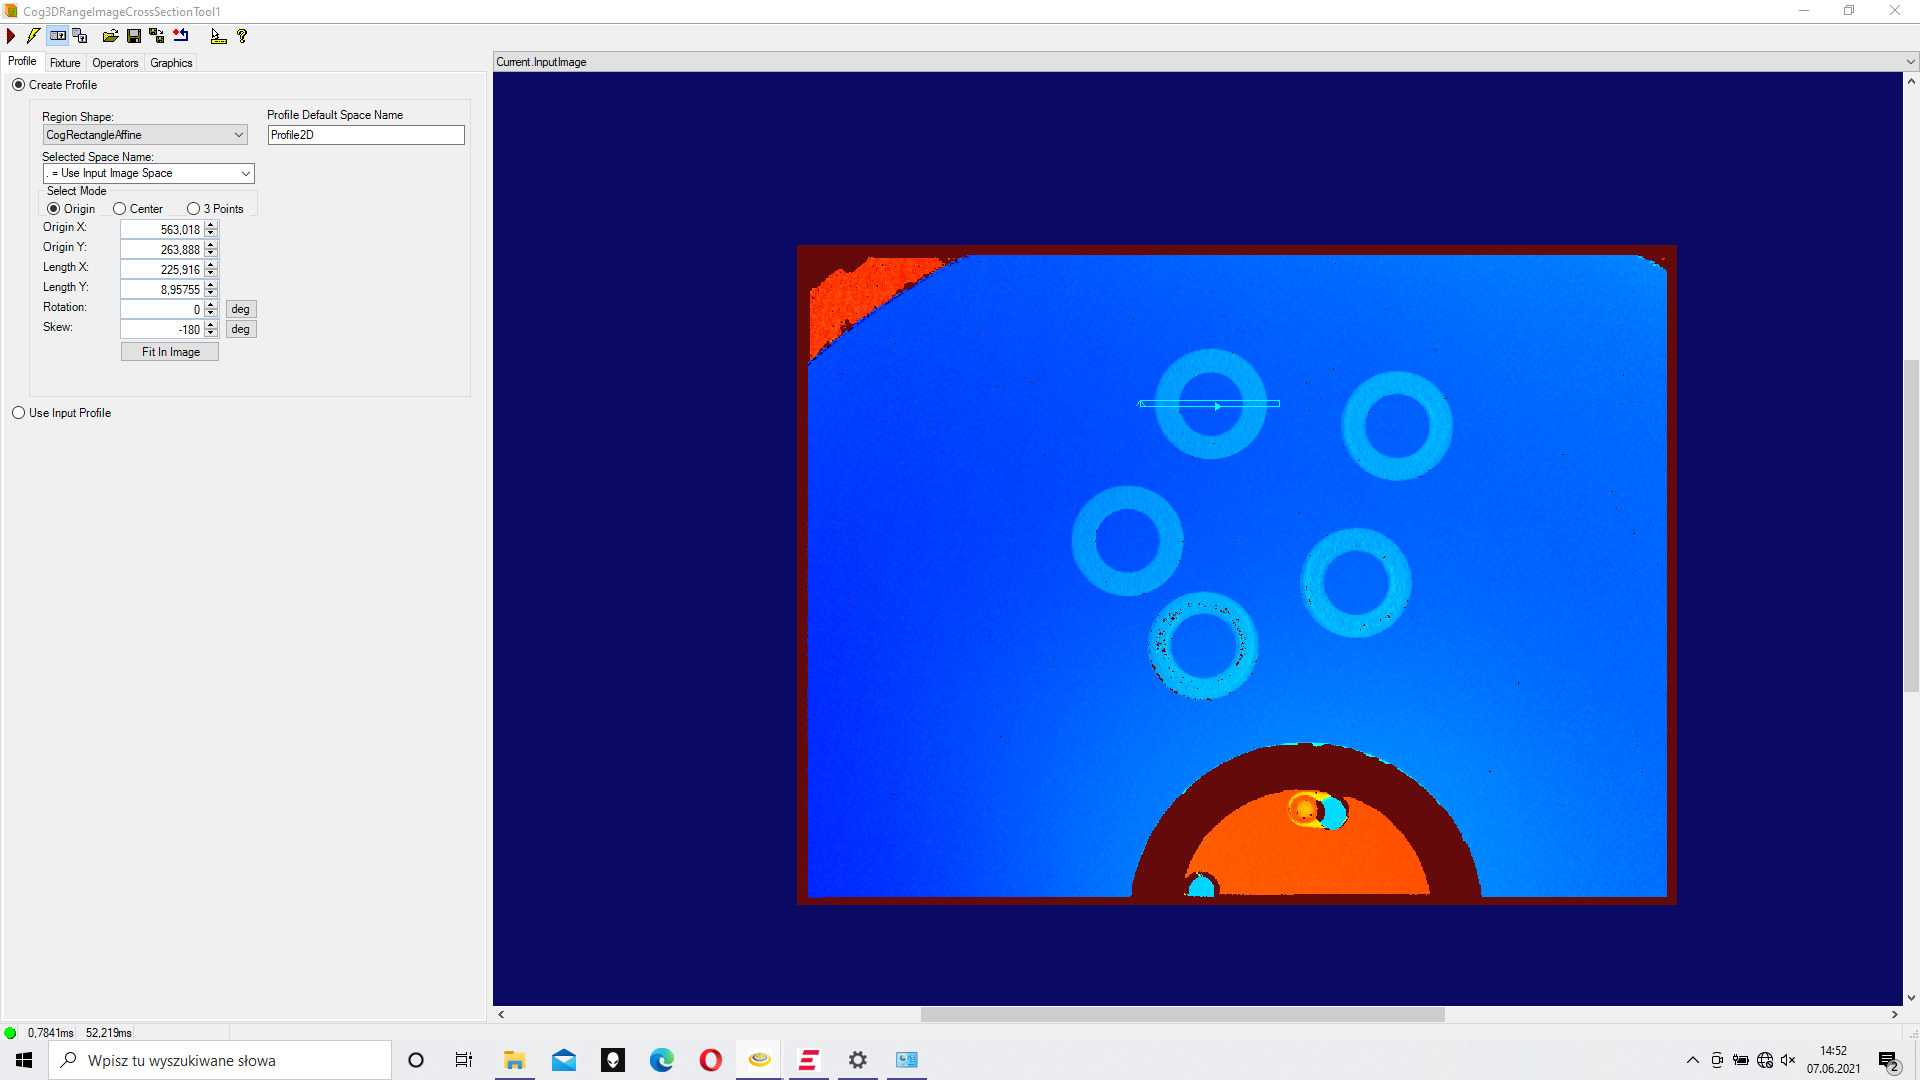 Cog3DRangeImageCrossSectionTool1
Profile
Fixture
Operators
Graphics
Current.InputImage
Create Profile
Region Shape:
Profile Default Space Name
CogRectangleAffine
Profile2D
Selected Space Name:
. = Use Input Image Space
Select Mode
Origin
Center
3 Points
Origin X:
563,018
Origin Y:
263,888
Length X:
225,916
Length Y:
8,95755
Rotation:
0
deg
Skew:
-180
deg
Fit In Image
Use Input Profile
0,7841ms
52,219ms
Wpisz tu wyszukiwane słowa
14:52
07.06.2021
2